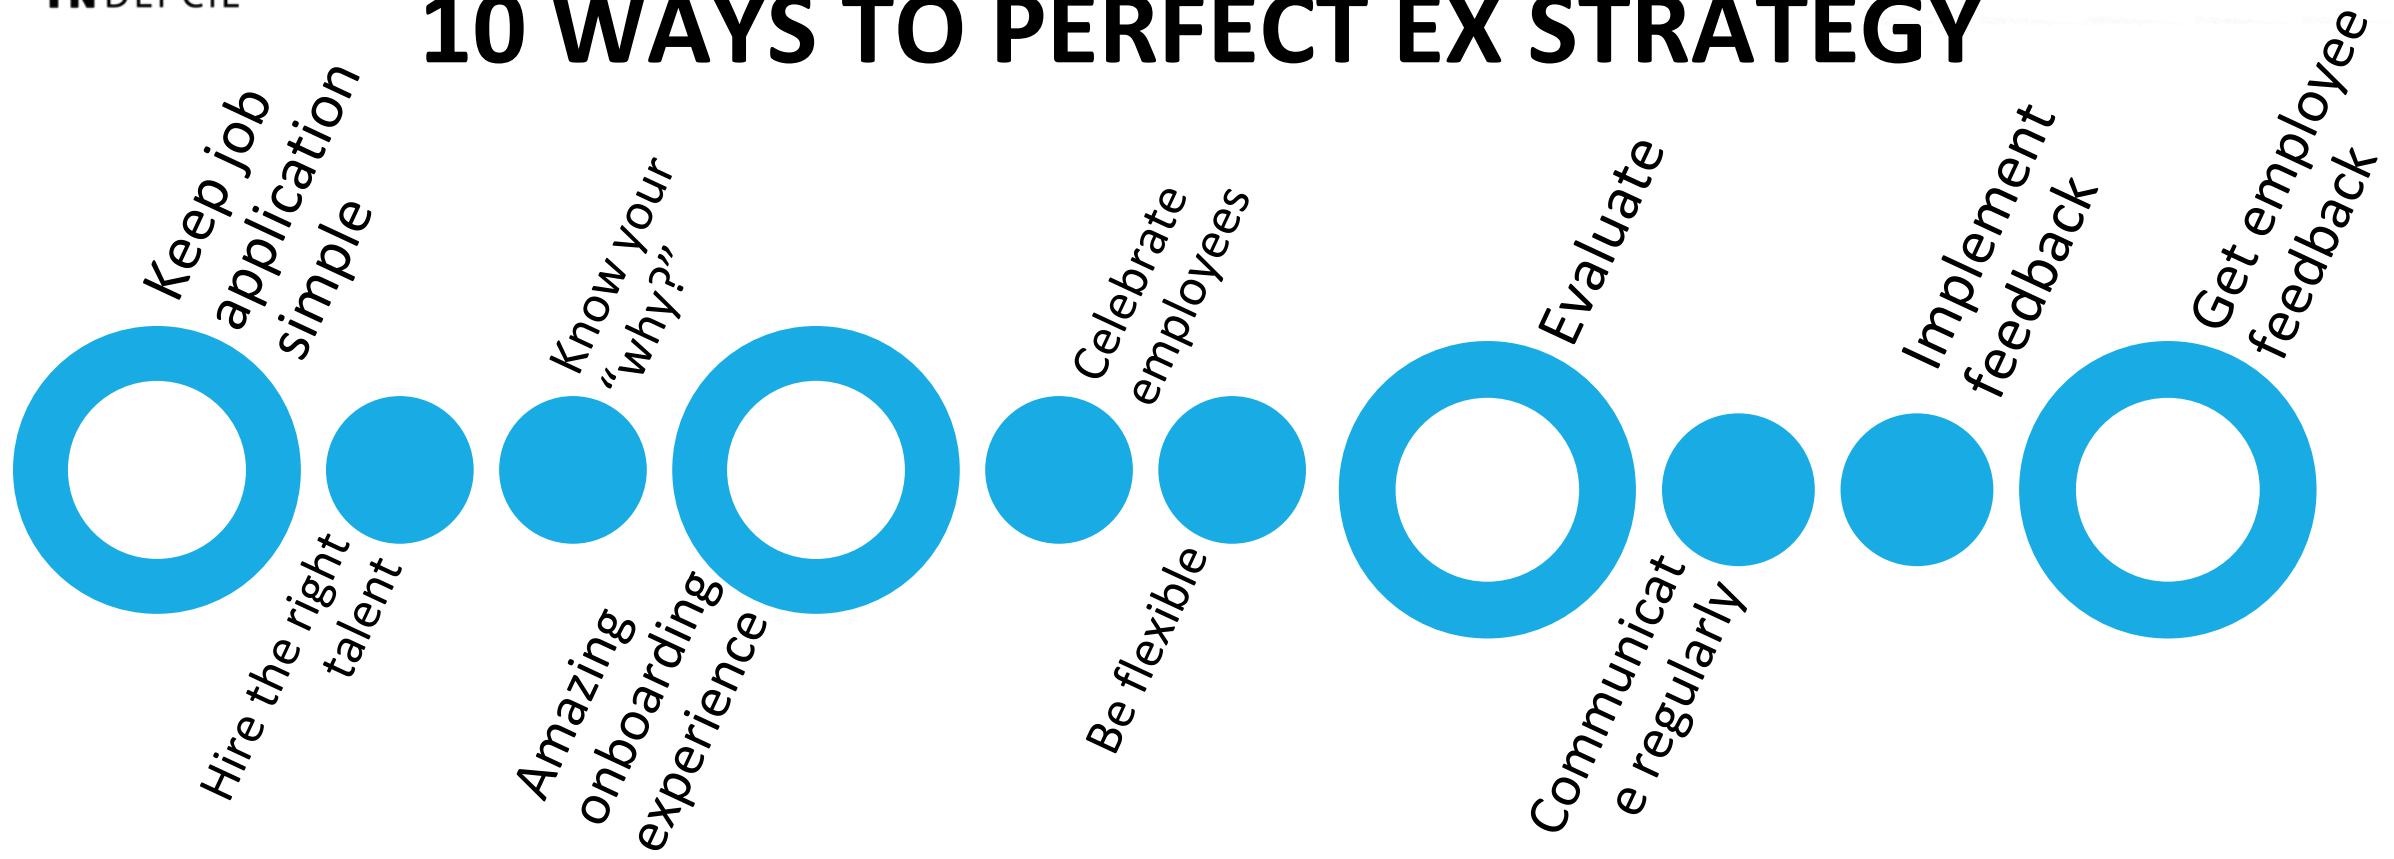 10 WAYS TO PERFECT EX STRATEGY
Keep job
application
simple
Hire the right
talent
Know your
“why?”
Amazing
onboarding
experience
Celebrate
employees
Be flexible
Evaluate
Communicat
e regularly
Implement
feedback
Get employee
feedback